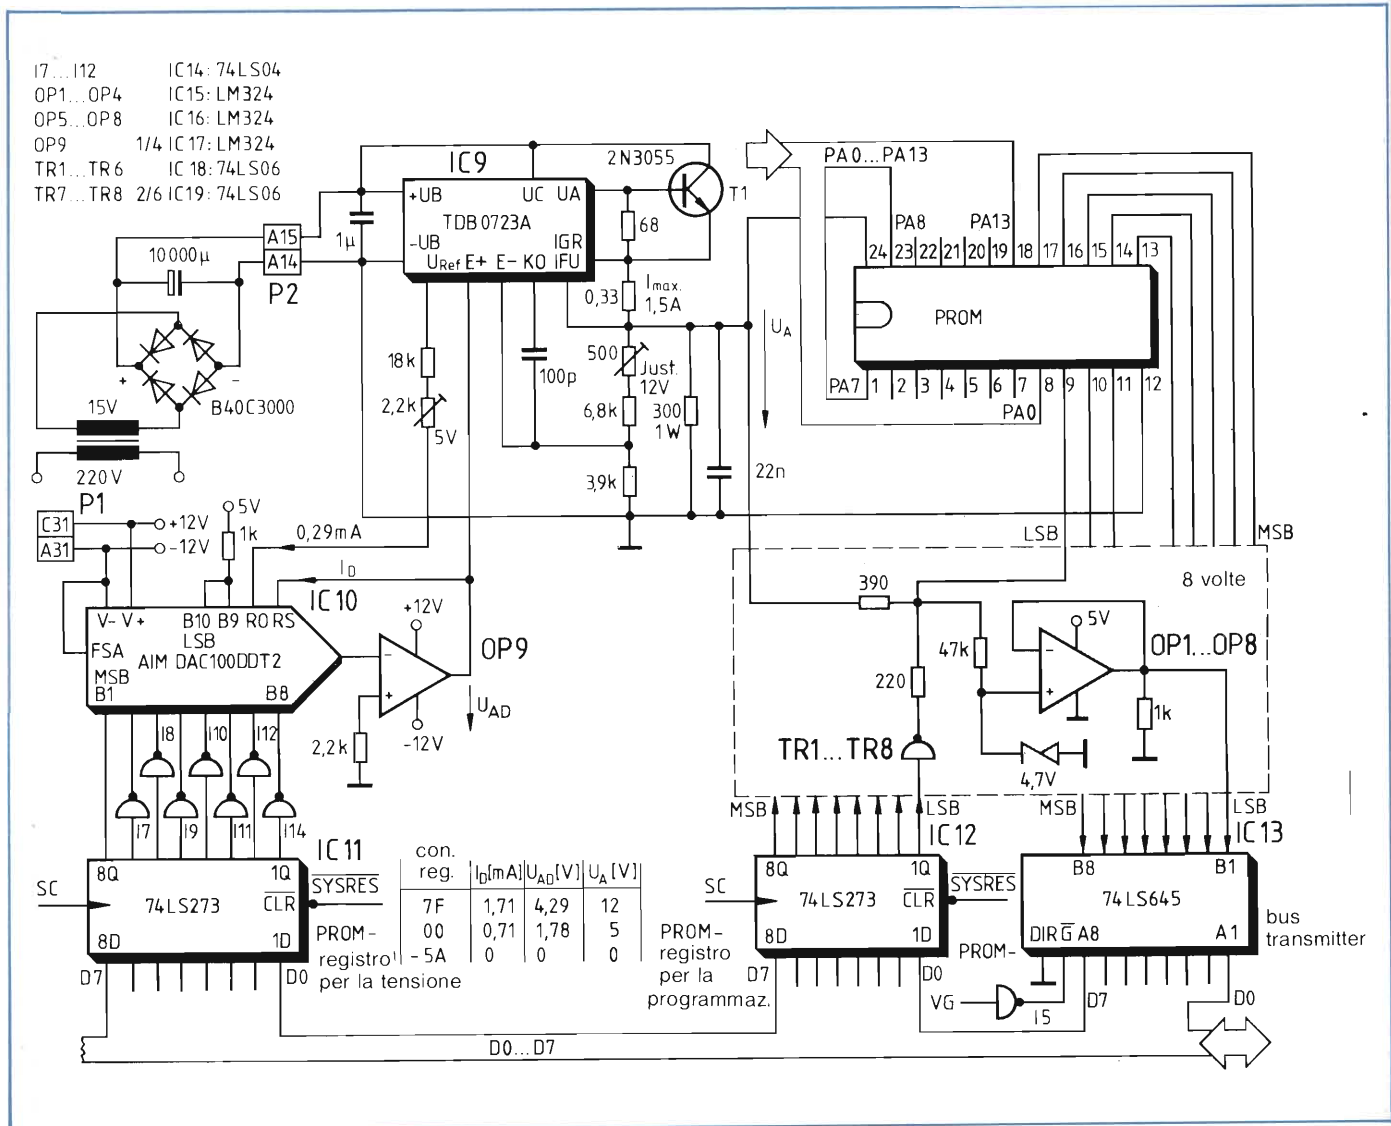 I7...I12 IC14: 74LS04
OP1...OP4 IC15: LM324
OP5...OP8 IC16: LM324
OP9 1/4 IC17: LM324
TR1...TR6 IC18: 74LS06
TR7...TR8 2/6 IC19: 74LS06
IC9
2N3055
T1
+UB UC UA
TDB0723A
-UB IGR
URef E+ E- KO IFU
1µ
68
A15
A14
P2
10000µ
+ -
B40C3000
15V
220V
0,33
Imax.
1,5A
18k
2,2k
5V
100p
500
Just.
12V
6,8k
300
1W
3,9k
22n
UA
PA0...PA13
PA8 PA13
24 23 22 21 20 19 18 17 16 15 14 13
PROM
PA7 1 2 3 4 5 6 7 8 9 10 11 12
PA0
P1
C31 +12V
A31 -12V
5V
1k
0,29mA
ID
IC10
V- V+ B10 B9 RO RS
FSA LSB
AIM DAC100DDT2
MSB
B1 B8
+12V
-
+
-12V
OP9
UAD
2,2k
I8 I10 I12
I7 I9 I11 I14
IC11
8Q 1Q
SYSRES
SC
74LS273 CLR
8D 1D
D7 D0
PROM-
registro
per la tensione
con.
reg. ID[mA] UAD[V] UA[V]
7F 1,71 4,29 12
00 0,71 1,78 5
-5A 0 0 0
LSB MSB
8 volte
390
47k
220
5V
-
+
OP1...OP8
1k
4,7V
TR1...TR8
MSB LSB
IC12
MSB LSB
IC13
8Q 1Q
SYSRES
SC
74LS273 CLR
8D 1D
D7 D0
PROM-
registro
per la
programmaz.
B8 B1
74LS645
DIR G A8 A1
bus
transmitter
PROM-
VG
I5
D7 D0
D0...D7